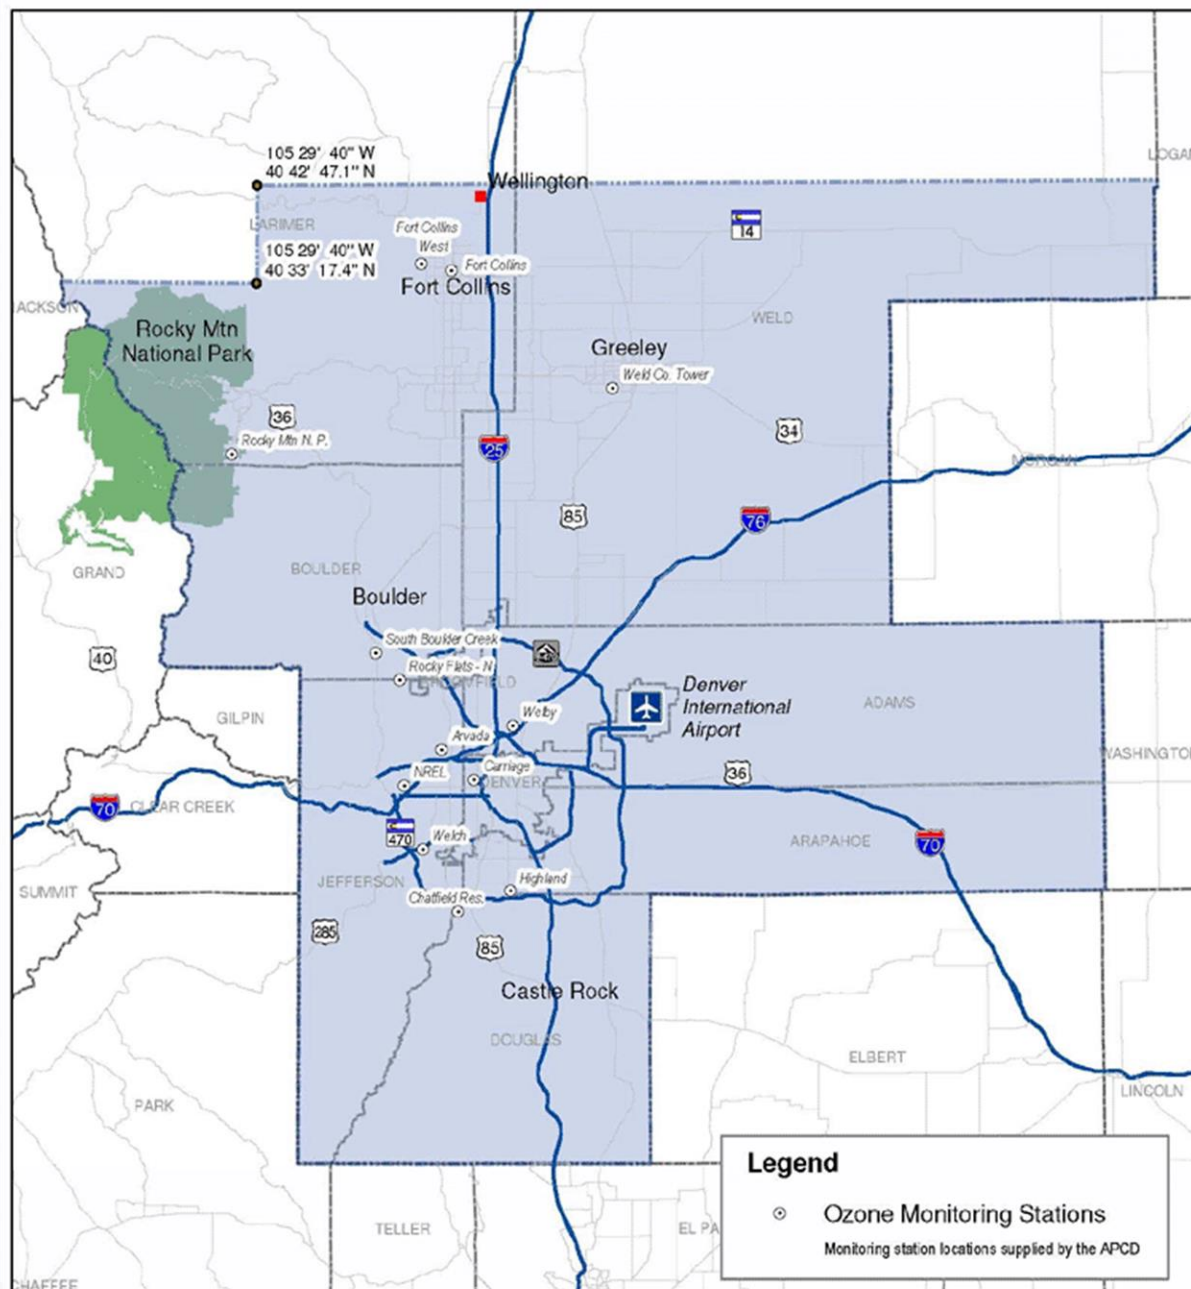 105 29' 40" W
40 42' 47.1" N
Wellington
LOGAN
LARIMER
14
Fort Collins
West
105 29' 40" W
40 33' 17.4" N
Fort Collins
Fort Collins
JACKSON
WELD
Rocky Mtn
National Park
Greeley
Weld Co. Tower
36
34
Rocky Mtn N. P.
25
MORGAN
85
76
GRAND
BOULDER
Boulder
South Boulder Creek
40
Rocky Flats - N
BROOMFIELD
Denver
International
Airport
ADAMS
GILPIN
Welby
Arvada
WASHINGTON
NREL
Carriage
DENVER
36
70
CLEAR CREEK
470
Welch
ARAPAHOE
70
SUMMIT
JEFFERSON
Highland
Chatfield Res.
285
85
Castle Rock
DOUGLAS
ELBERT
LINCOLN
PARK
Legend
Ozone Monitoring Stations
Monitoring station locations supplied by the APCD
TELLER
EL PA
CHAFFEE